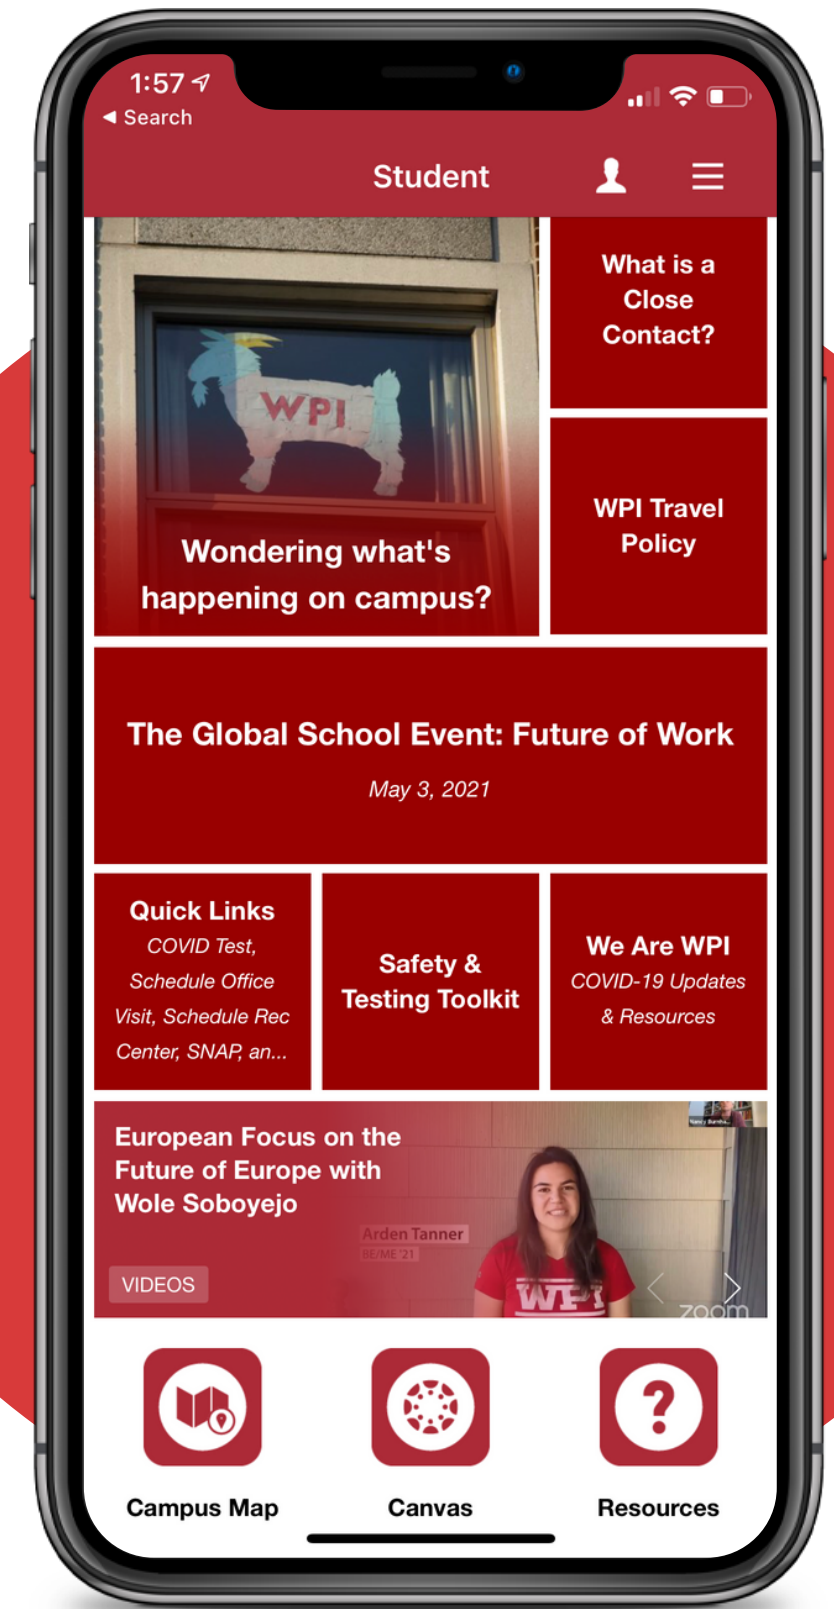 1:57
Search
Student
WPI
Wondering what's
happening on campus?
What is a
Close
Contact?
WPI Travel
Policy
The Global School Event: Future of Work
May 3, 2021
Quick Links
COVID Test,
Schedule Office
Visit, Schedule Rec
Center, SNAP, an...
Safety &
Testing Toolkit
We Are WPI
COVID-19 Updates
& Resources
European Focus on the
Future of Europe with
Wole Soboyejo
Arden Tanner
BE/ME '21
VIDEOS
WPI
zoom
Campus Map
Canvas
Resources